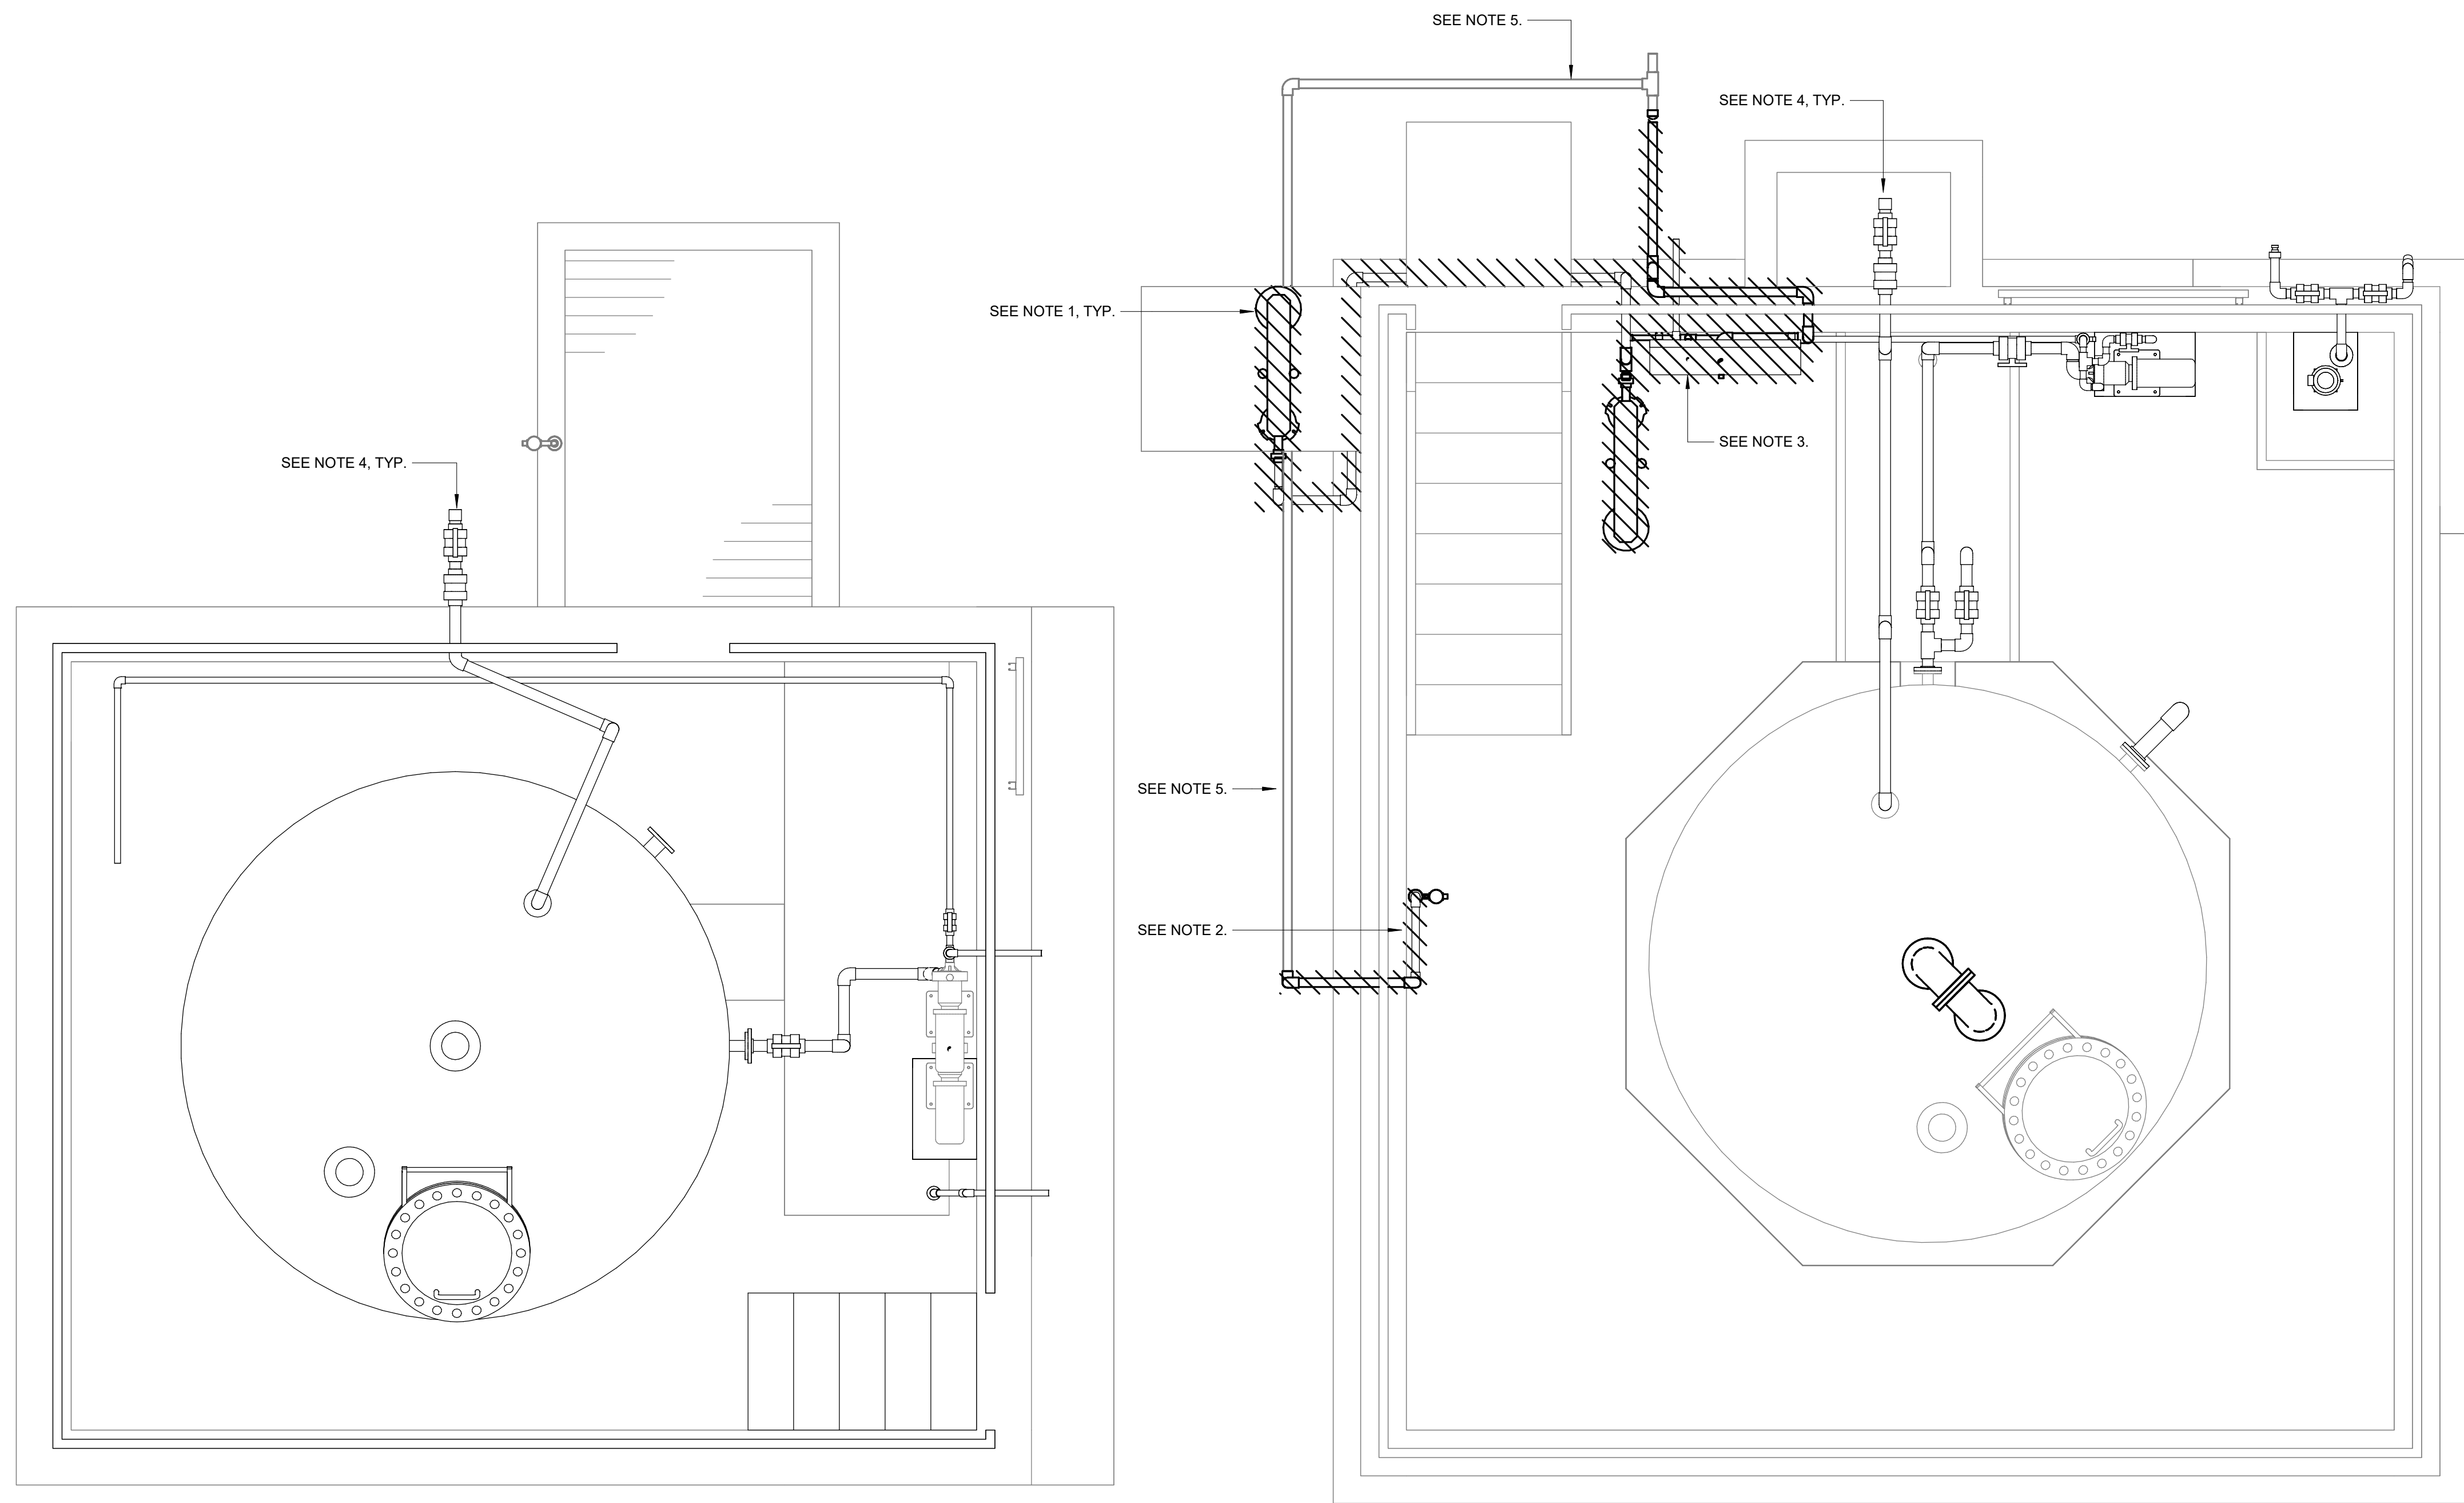 SEE NOTE 5.
SEE NOTE 4, TYP.
SEE NOTE 1, TYP.
SEE NOTE 3.
SEE NOTE 4, TYP.
SEE NOTE 5.
SEE NOTE 2.